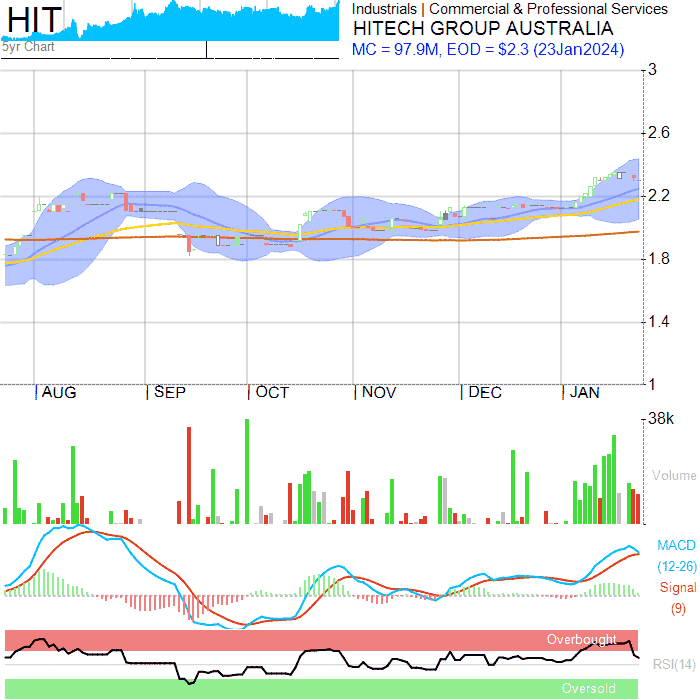 HIT
5yr Chart
Industrials | Commercial & Professional Services
HITECH GROUP AUSTRALIA
MC = 97.9M, EOD = $2.3 (23Jan2024)
3
2.6
2.2
1.8
1.4
1
| AUG | SEP | OCT | NOV | DEC | JAN
38k
Volume
MACD
(12-26)
Signal
(9)
Overbought
RSI(14)
Oversold